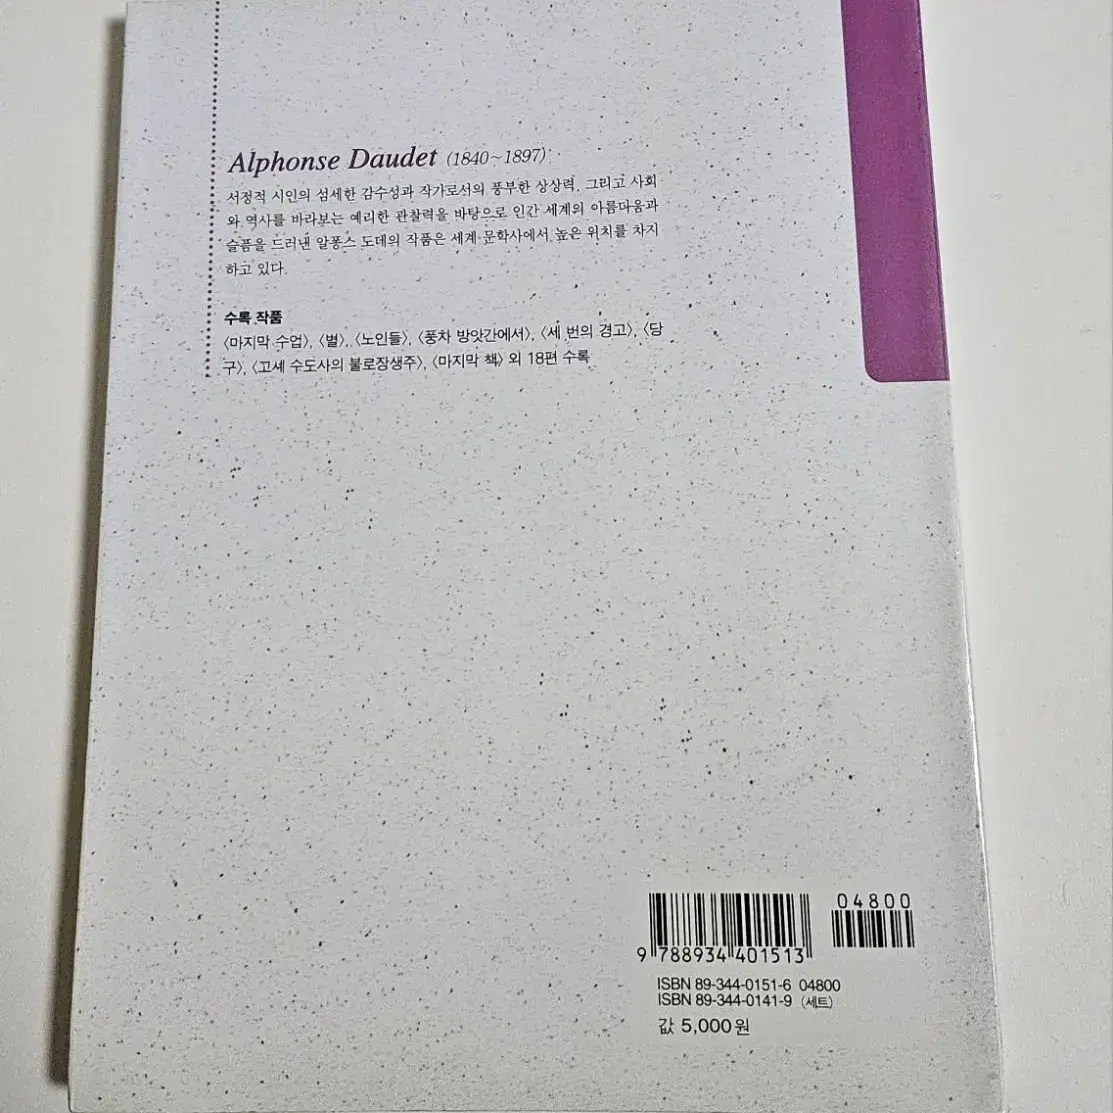 Alphonse Daudet (1840~1897)
서정적 시인의 섬세한 감수성과 작가로서의 풍부한 상상력, 그리고 사회
와 역사를 바라보는 예리한 관찰력을 바탕으로 인간 세계의 아름다움과
슬픔을 드러낸 알퐁스 도데의 작품은 세계 문학사에서 높은 위치를 차지
하고 있다.
수록 작품
〈마지막 수업〉, 〈별〉, 〈노인들〉, 〈풍차 방앗간에서〉, 〈세 번의 경고〉, 〈당
구〉, 〈고셰 수도사의 불로장생주〉, 〈마지막 책〉 외 18편 수록
04800
9 788934 401513
ISBN 89-344-0151-6 04800
ISBN 89-344-0141-9 (세트)
값 5,000원